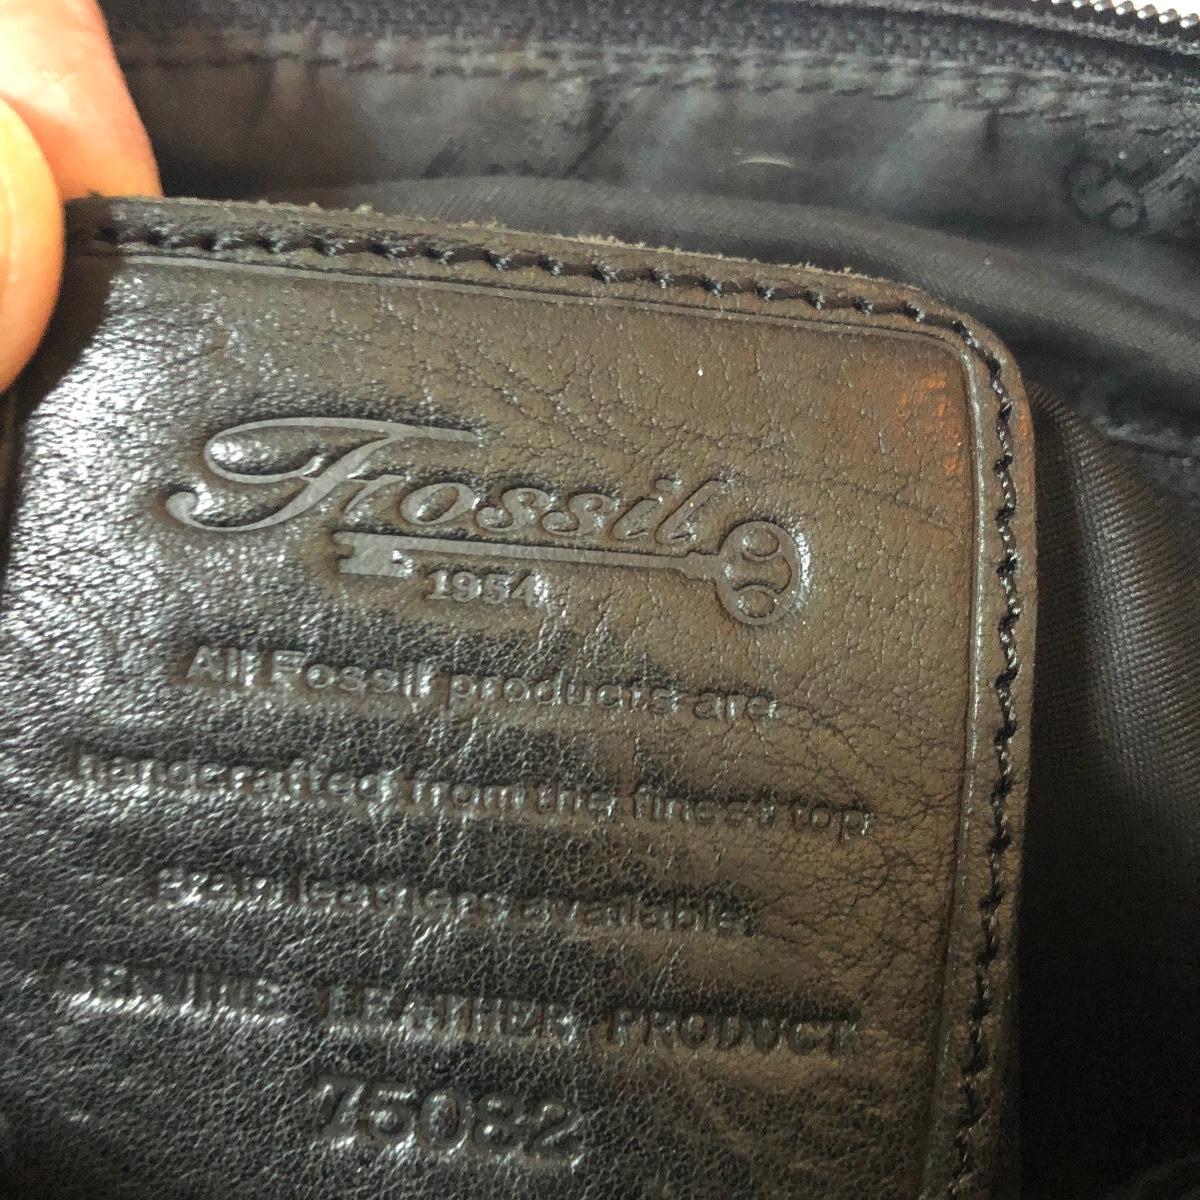 Fossil
1954
All Fossil products are
handcrafted from the finest top
grain leathers available.
GENUINE LEATHER PRODUCT
75082